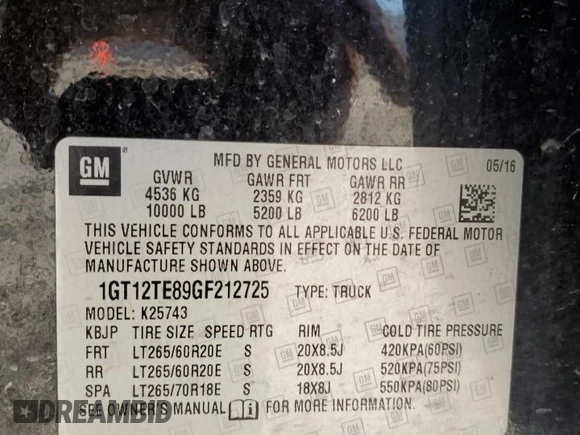 GM
MFD BY GENERAL MOTORS LLC 05/16
GVWR GAWR FRT GAWR RR
4536 KG 2359 KG 2812 KG
10000 LB 5200 LB 6200 LB
THIS VEHICLE CONFORMS TO ALL APPLICABLE U.S. FEDERAL MOTOR
VEHICLE SAFETY STANDARDS IN EFFECT ON THE DATE OF
MANUFACTURE SHOWN ABOVE.
1GT12TE89GF212725 TYPE: TRUCK
MODEL: K25743
KBJP TIRE SIZE SPEED RTG RIM COLD TIRE PRESSURE
FRT LT265/60R20E S 20X8.5J 420KPA(60PSI)
RR LT265/60R20E S 20X8.5J 520KPA(75PSI)
SPA LT265/70R18E S 18X8J 550KPA(80PSI)
SEE OWNER'S MANUAL FOR MORE INFORMATION
DREAMBID